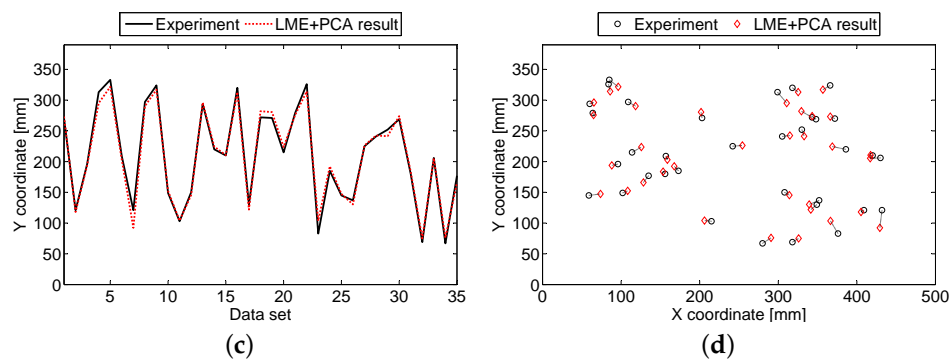 Experiment LME+PCA result
Y coordinate [mm]
350
300
250
200
150
100
50
0
5 10 15 20 25 30 35
Data set
(c)
Experiment LME+PCA result
Y coordinate [mm]
350
300
250
200
150
100
50
0
0 100 200 300 400 500
X coordinate [mm]
(d)